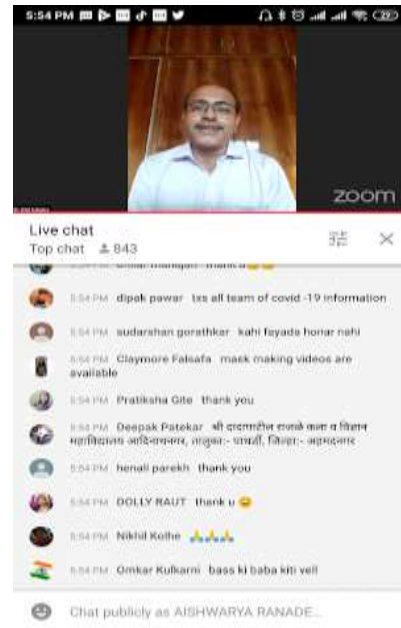 5:54 PM
29
zoom
Live chat
Top chat 843
5:54 PM dipak pawar txs all team of covid -19 information
5:54 PM sudarshan gorathkar kahi fayada honar nahi
5:54 PM Claymore Falsafa mask making videos are
available
5:54 PM Pratiksha Gite thank you
5:54 PM Deepak Patekar श्री दादापाटील राजळे कला व विज्ञान
महाविद्यालय आदिनाथनगर, तालुका:- पाथर्डी, जिल्हा:- अहमदनगर
5:54 PM henali parekh thank you
5:54 PM DOLLY RAUT thank u 😄
5:54 PM Nikhil Kolhe 🙏🙏🙏
5:54 PM Omkar Kulkarni bass ki baba kiti vell
Chat publicly as AISHWARYA RANADE...